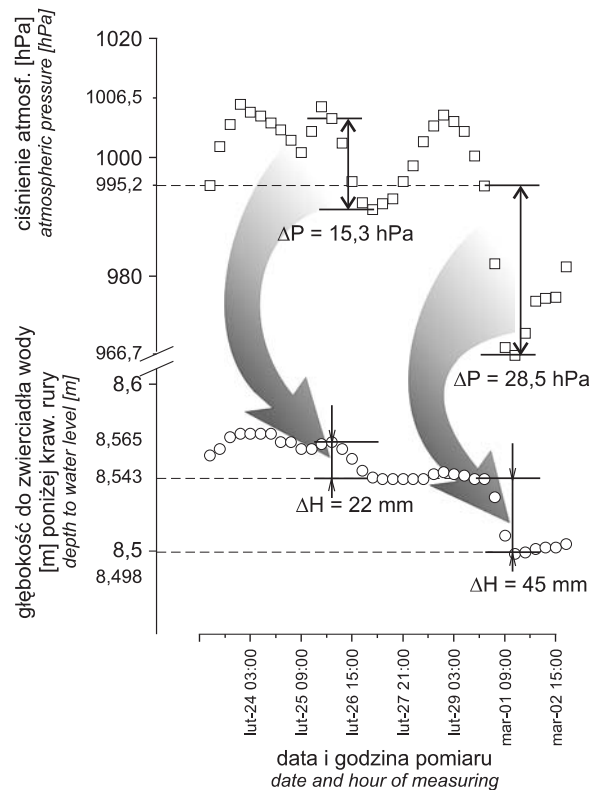 ciśnienie atmosf. [hPa]
atmospheric pressure [hPa]
1020
1006,5
1000
995,2
980
966,7
ΔP = 15,3 hPa
ΔP = 28,5 hPa
głębokość do zwierciadła wody
[m] poniżej kraw. rury
depth to water level [m]
8,6
8,565
8,543
8,5
8,498
ΔH = 22 mm
ΔH = 45 mm
lut-24 03:00
lut-25 09:00
lut-26 15:00
lut-27 21:00
lut-29 03:00
mar-01 09:00
mar-02 15:00
data i godzina pomiaru
date and hour of measuring